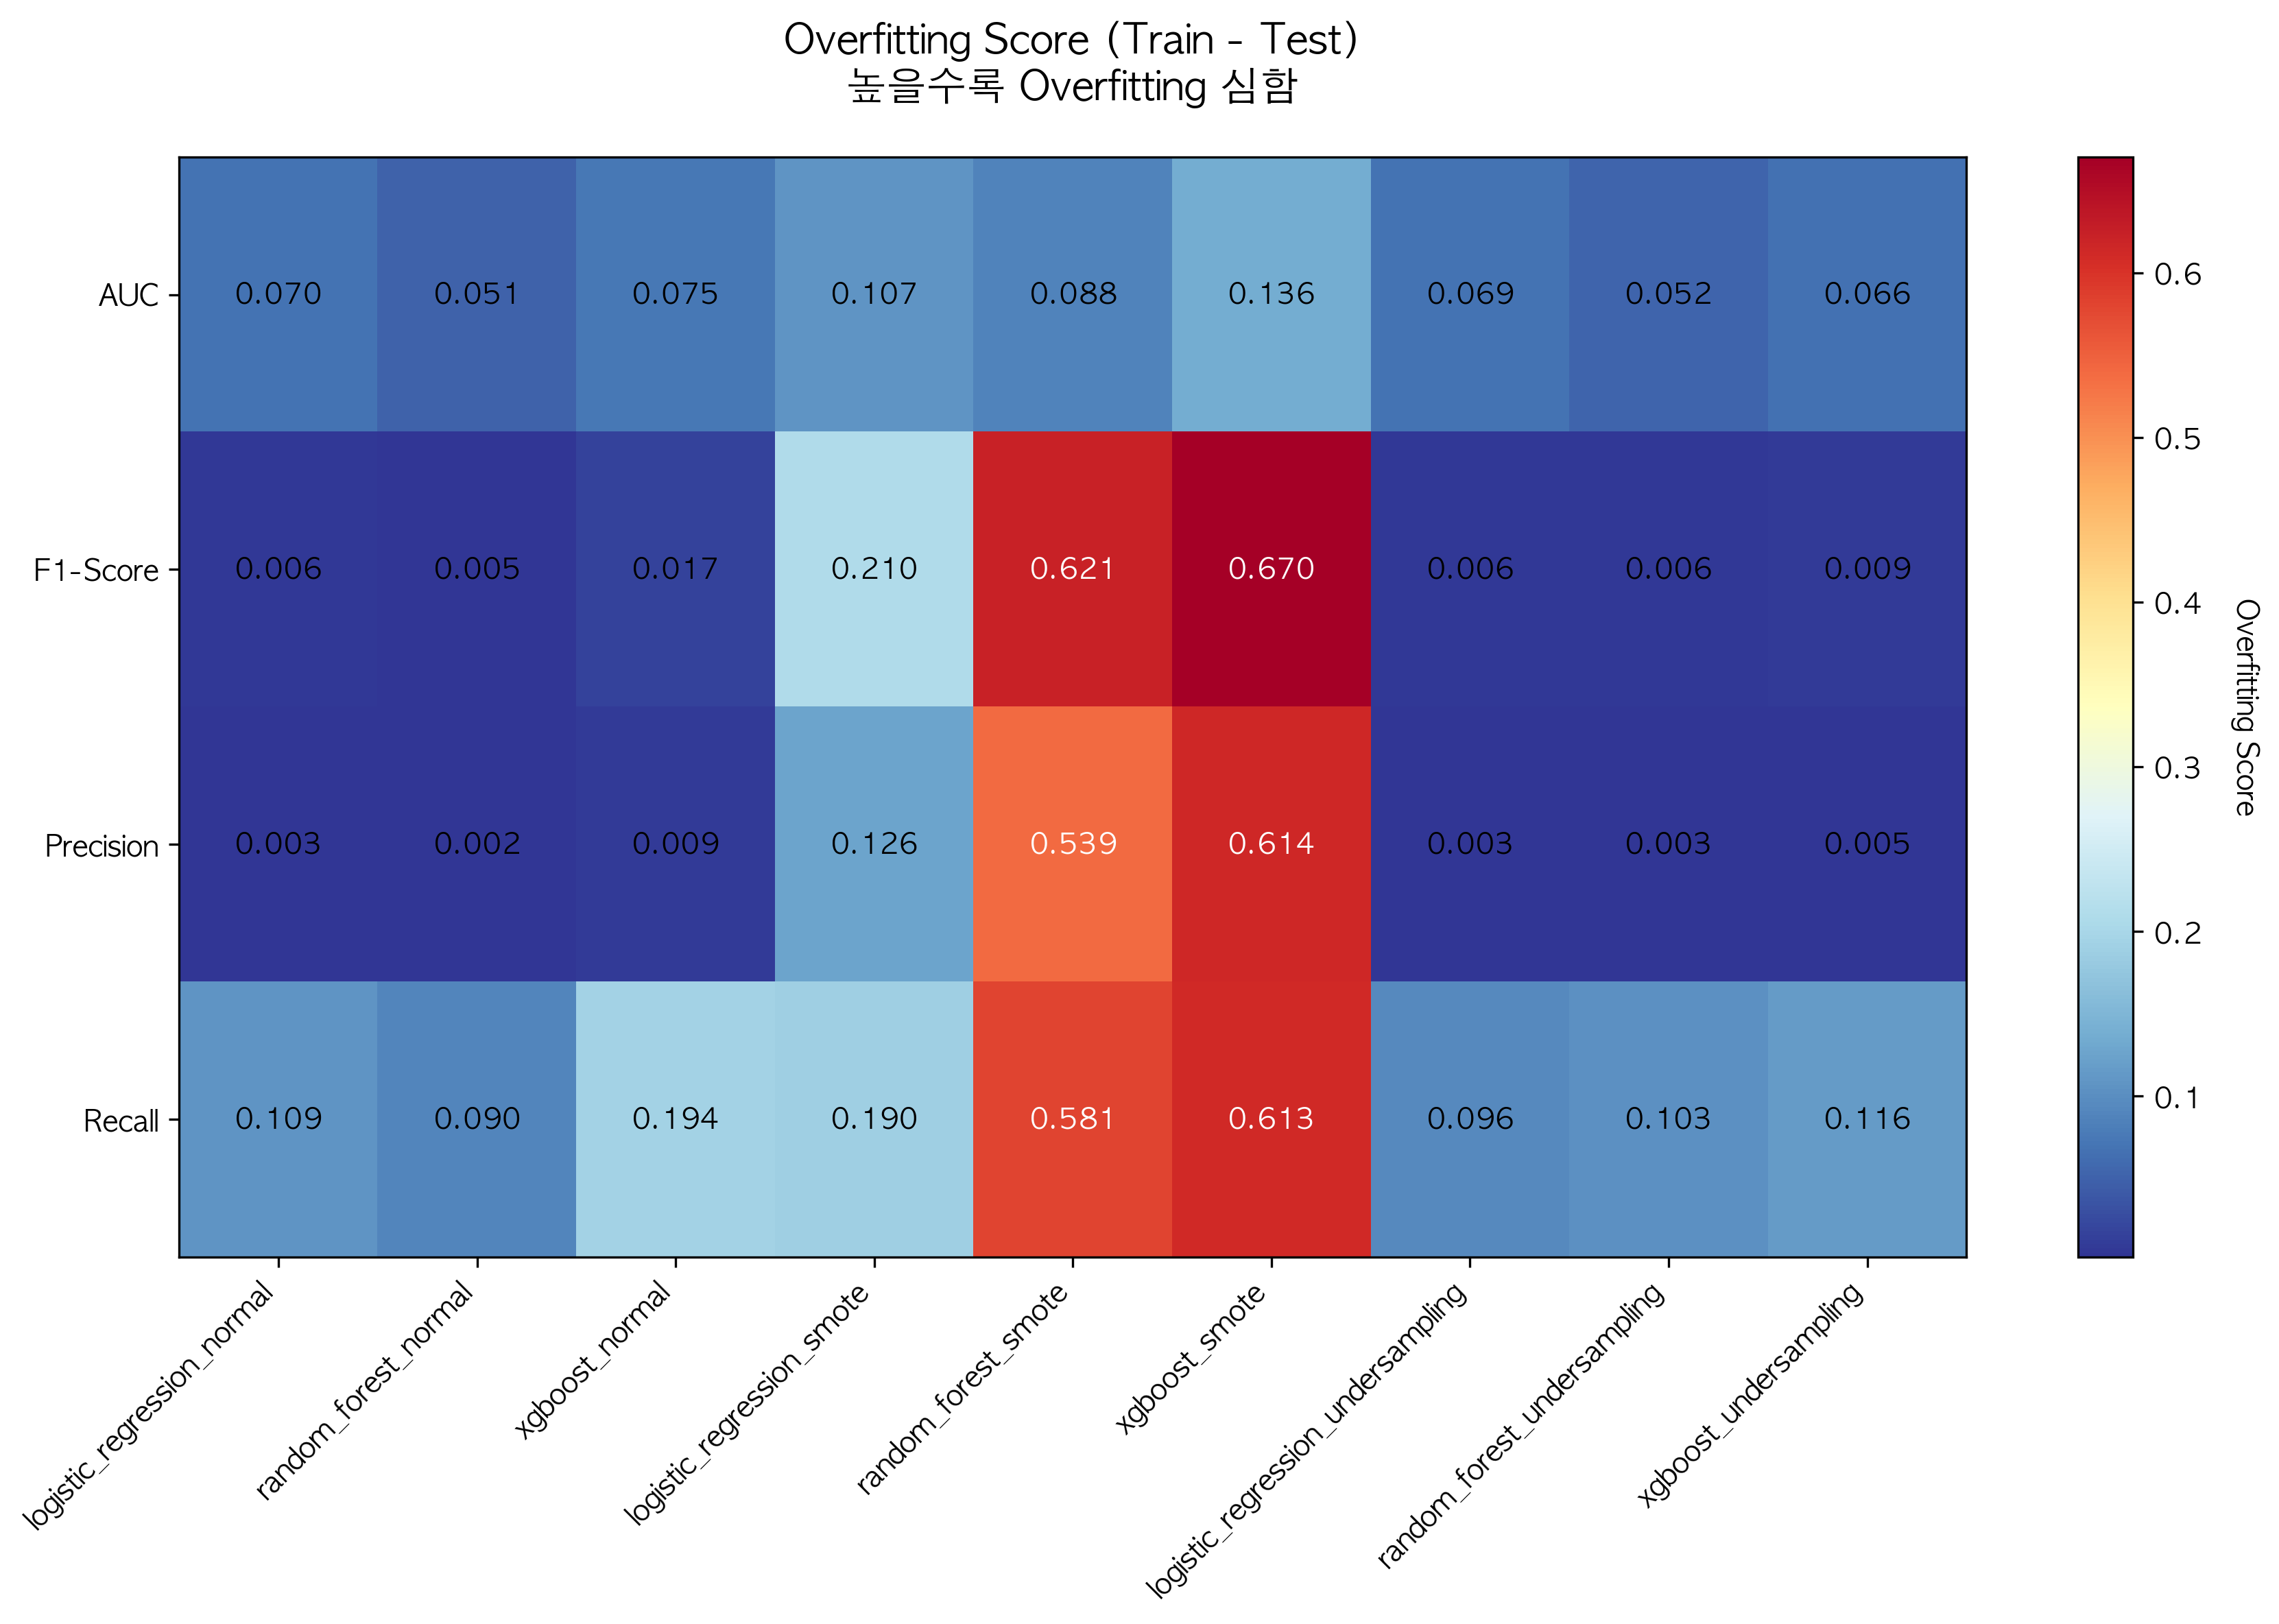 Overfitting Score (Train - Test)
높을수록 Overfitting 심함
AUC 0.070 0.051 0.075 0.107 0.088 0.136 0.069 0.052 0.066
F1-Score 0.006 0.005 0.017 0.210 0.621 0.670 0.006 0.006 0.009
Precision 0.003 0.002 0.009 0.126 0.539 0.614 0.003 0.003 0.005
Recall 0.109 0.090 0.194 0.190 0.581 0.613 0.096 0.103 0.116
logistic_regression_normal
random_forest_normal
xgboost_normal
logistic_regression_smote
random_forest_smote
xgboost_smote
logistic_regression_undersampling
random_forest_undersampling
xgboost_undersampling
0.6
0.5
0.4
0.3
0.2
0.1
Overfitting Score